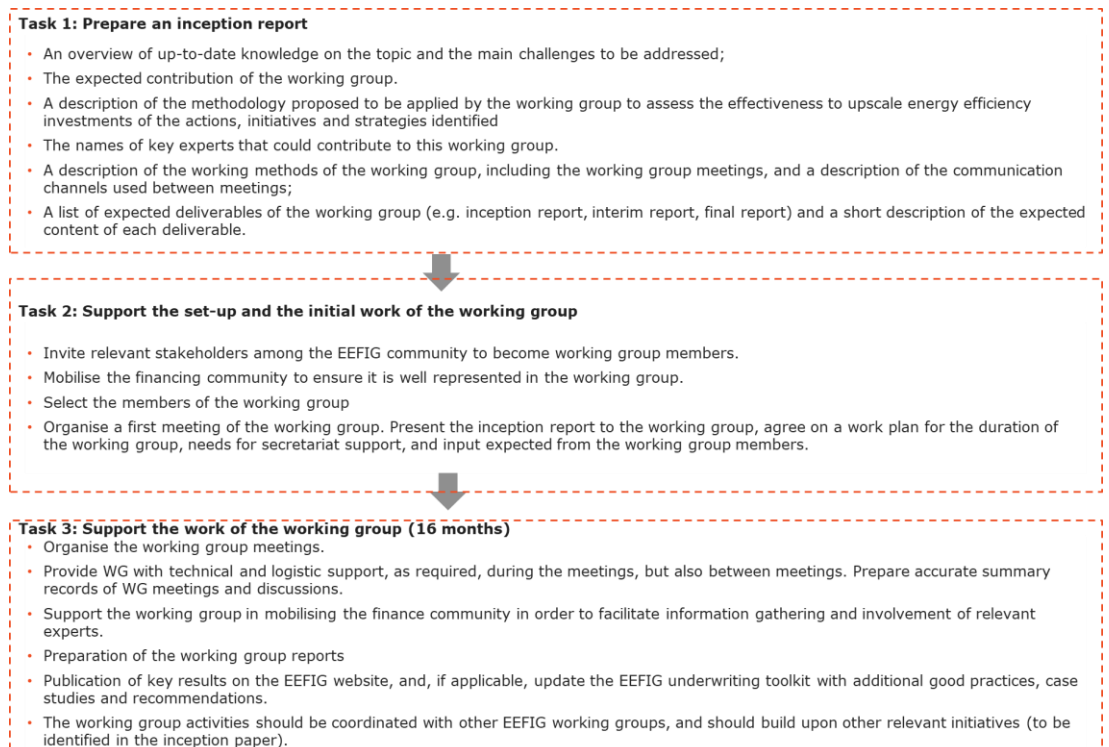 Task 1: Prepare an inception report
• An overview of up-to-date knowledge on the topic and the main challenges to be addressed;
• The expected contribution of the working group.
• A description of the methodology proposed to be applied by the working group to assess the effectiveness to upscale energy efficiency
investments of the actions, initiatives and strategies identified
• The names of key experts that could contribute to this working group.
• A description of the working methods of the working group, including the working group meetings, and a description of the communication
channels used between meetings;
• A list of expected deliverables of the working group (e.g. inception report, interim report, final report) and a short description of the expected
content of each deliverable.
Task 2: Support the set-up and the initial work of the working group
• Invite relevant stakeholders among the EEFIG community to become working group members.
• Mobilise the financing community to ensure it is well represented in the working group.
• Select the members of the working group
• Organise a first meeting of the working group. Present the inception report to the working group, agree on a work plan for the duration of
the working group, needs for secretariat support, and input expected from the working group members.
Task 3: Support the work of the working group (16 months)
• Organise the working group meetings.
• Provide WG with technical and logistic support, as required, during the meetings, but also between meetings. Prepare accurate summary
records of WG meetings and discussions.
• Support the working group in mobilising the finance community in order to facilitate information gathering and involvement of relevant
experts.
• Preparation of the working group reports
• Publication of key results on the EEFIG website, and, if applicable, update the EEFIG underwriting toolkit with additional good practices, case
studies and recommendations.
• The working group activities should be coordinated with other EEFIG working groups, and should build upon other relevant initiatives (to be
identified in the inception paper).